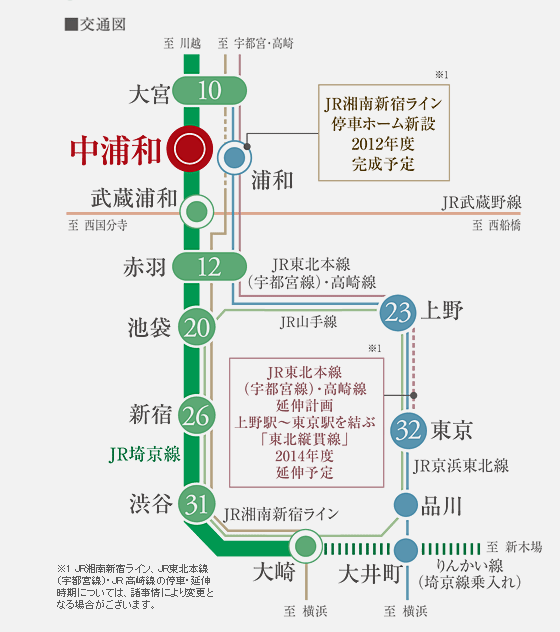 ■交通図
至 川越
至 宇都宮・高崎
※1
大宮
10
JR湘南新宿ライン
停車ホーム新設
2012年度
完成予定
中浦和
浦和
武蔵浦和
JR武蔵野線
至 西国分寺
至 西船橋
赤羽
12
JR東北本線
(宇都宮線)・高崎線
池袋
20
JR山手線
23
上野
※1
JR東北本線
(宇都宮線)・高崎線
延伸計画
上野駅～東京駅を結ぶ
「東北縦貫線」
2014年度
延伸予定
新宿
26
32
東京
JR埼京線
JR京浜東北線
渋谷
31
JR湘南新宿ライン
品川
大崎
大井町
至 新木場
りんかい線
(埼京線乗入れ)
※1 JR湘南新宿ライン、JR東北本線
(宇都宮線)・JR高崎線の停車・延伸
時期については、諸事情により変更と
なる場合がございます。
至 横浜
至 横浜